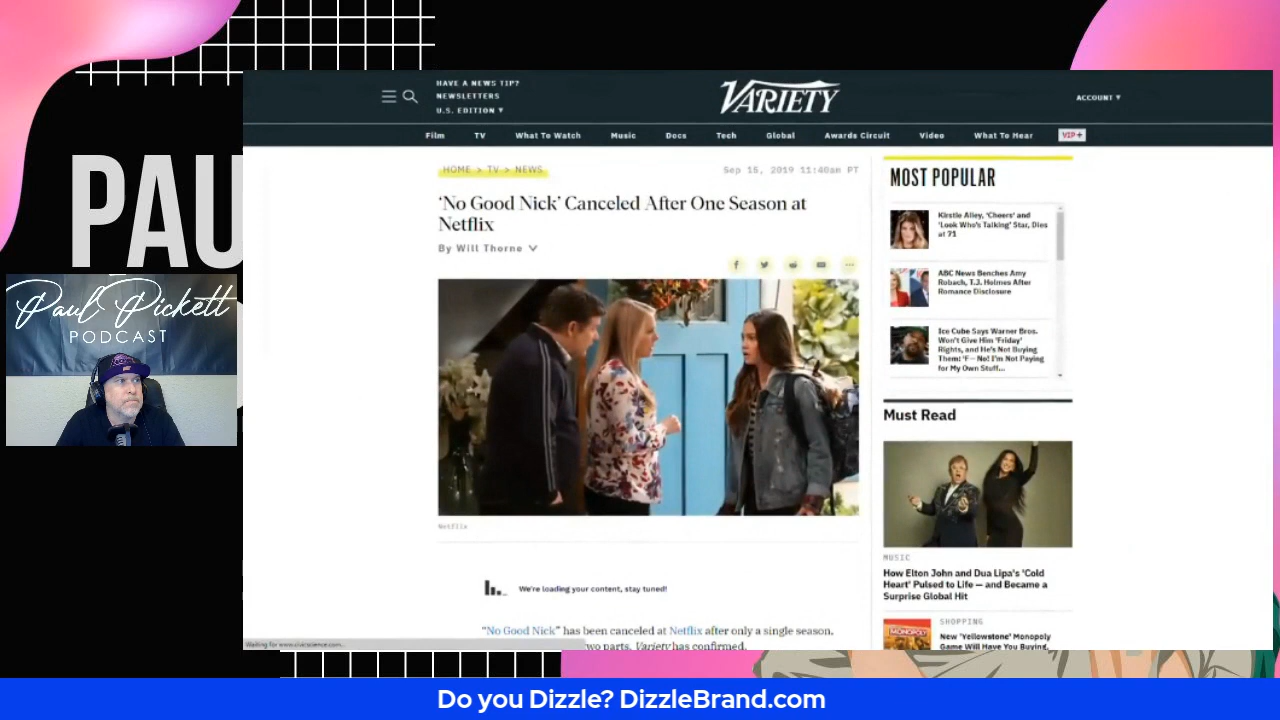 HAVE A NEWS TIP?
NEWSLETTERS
U.S. EDITION ▾
VARIETY
ACCOUNT ▾
Film TV What To Watch Music Docs Tech Global Awards Circuit Video What To Hear VIP+
HOME > TV > NEWS
Sep 15, 2019 11:40am PT
‘No Good Nick’ Canceled After One Season at
Netflix
By Will Thorne
Netflix
We're loading your content, stay tuned!
“No Good Nick” has been canceled at Netflix after only a single season,
two parts, Variety has confirmed.
MOST POPULAR
Kirstie Alley, ‘Cheers’ and
‘Look Who's Talking’ Star, Dies
at 71
ABC News Benches Amy
Robach, T.J. Holmes After
Romance Disclosure
Ice Cube Says Warner Bros.
Won't Give Him ‘Friday’
Rights, and He's Not Buying
Them: ‘F— No! I'm Not Paying
for My Own Stuff...
Must Read
MUSIC
How Elton John and Dua Lipa's ‘Cold
Heart’ Pulsed to Life — and Became a
Surprise Global Hit
SHOPPING
MONOPOLY
New ‘Yellowstone’ Monopoly
Game Will Have You Buying,
Waiting for www.civicscience.com...
PAU
Paul Pickett
PODCAST
Do you Dizzle? DizzleBrand.com